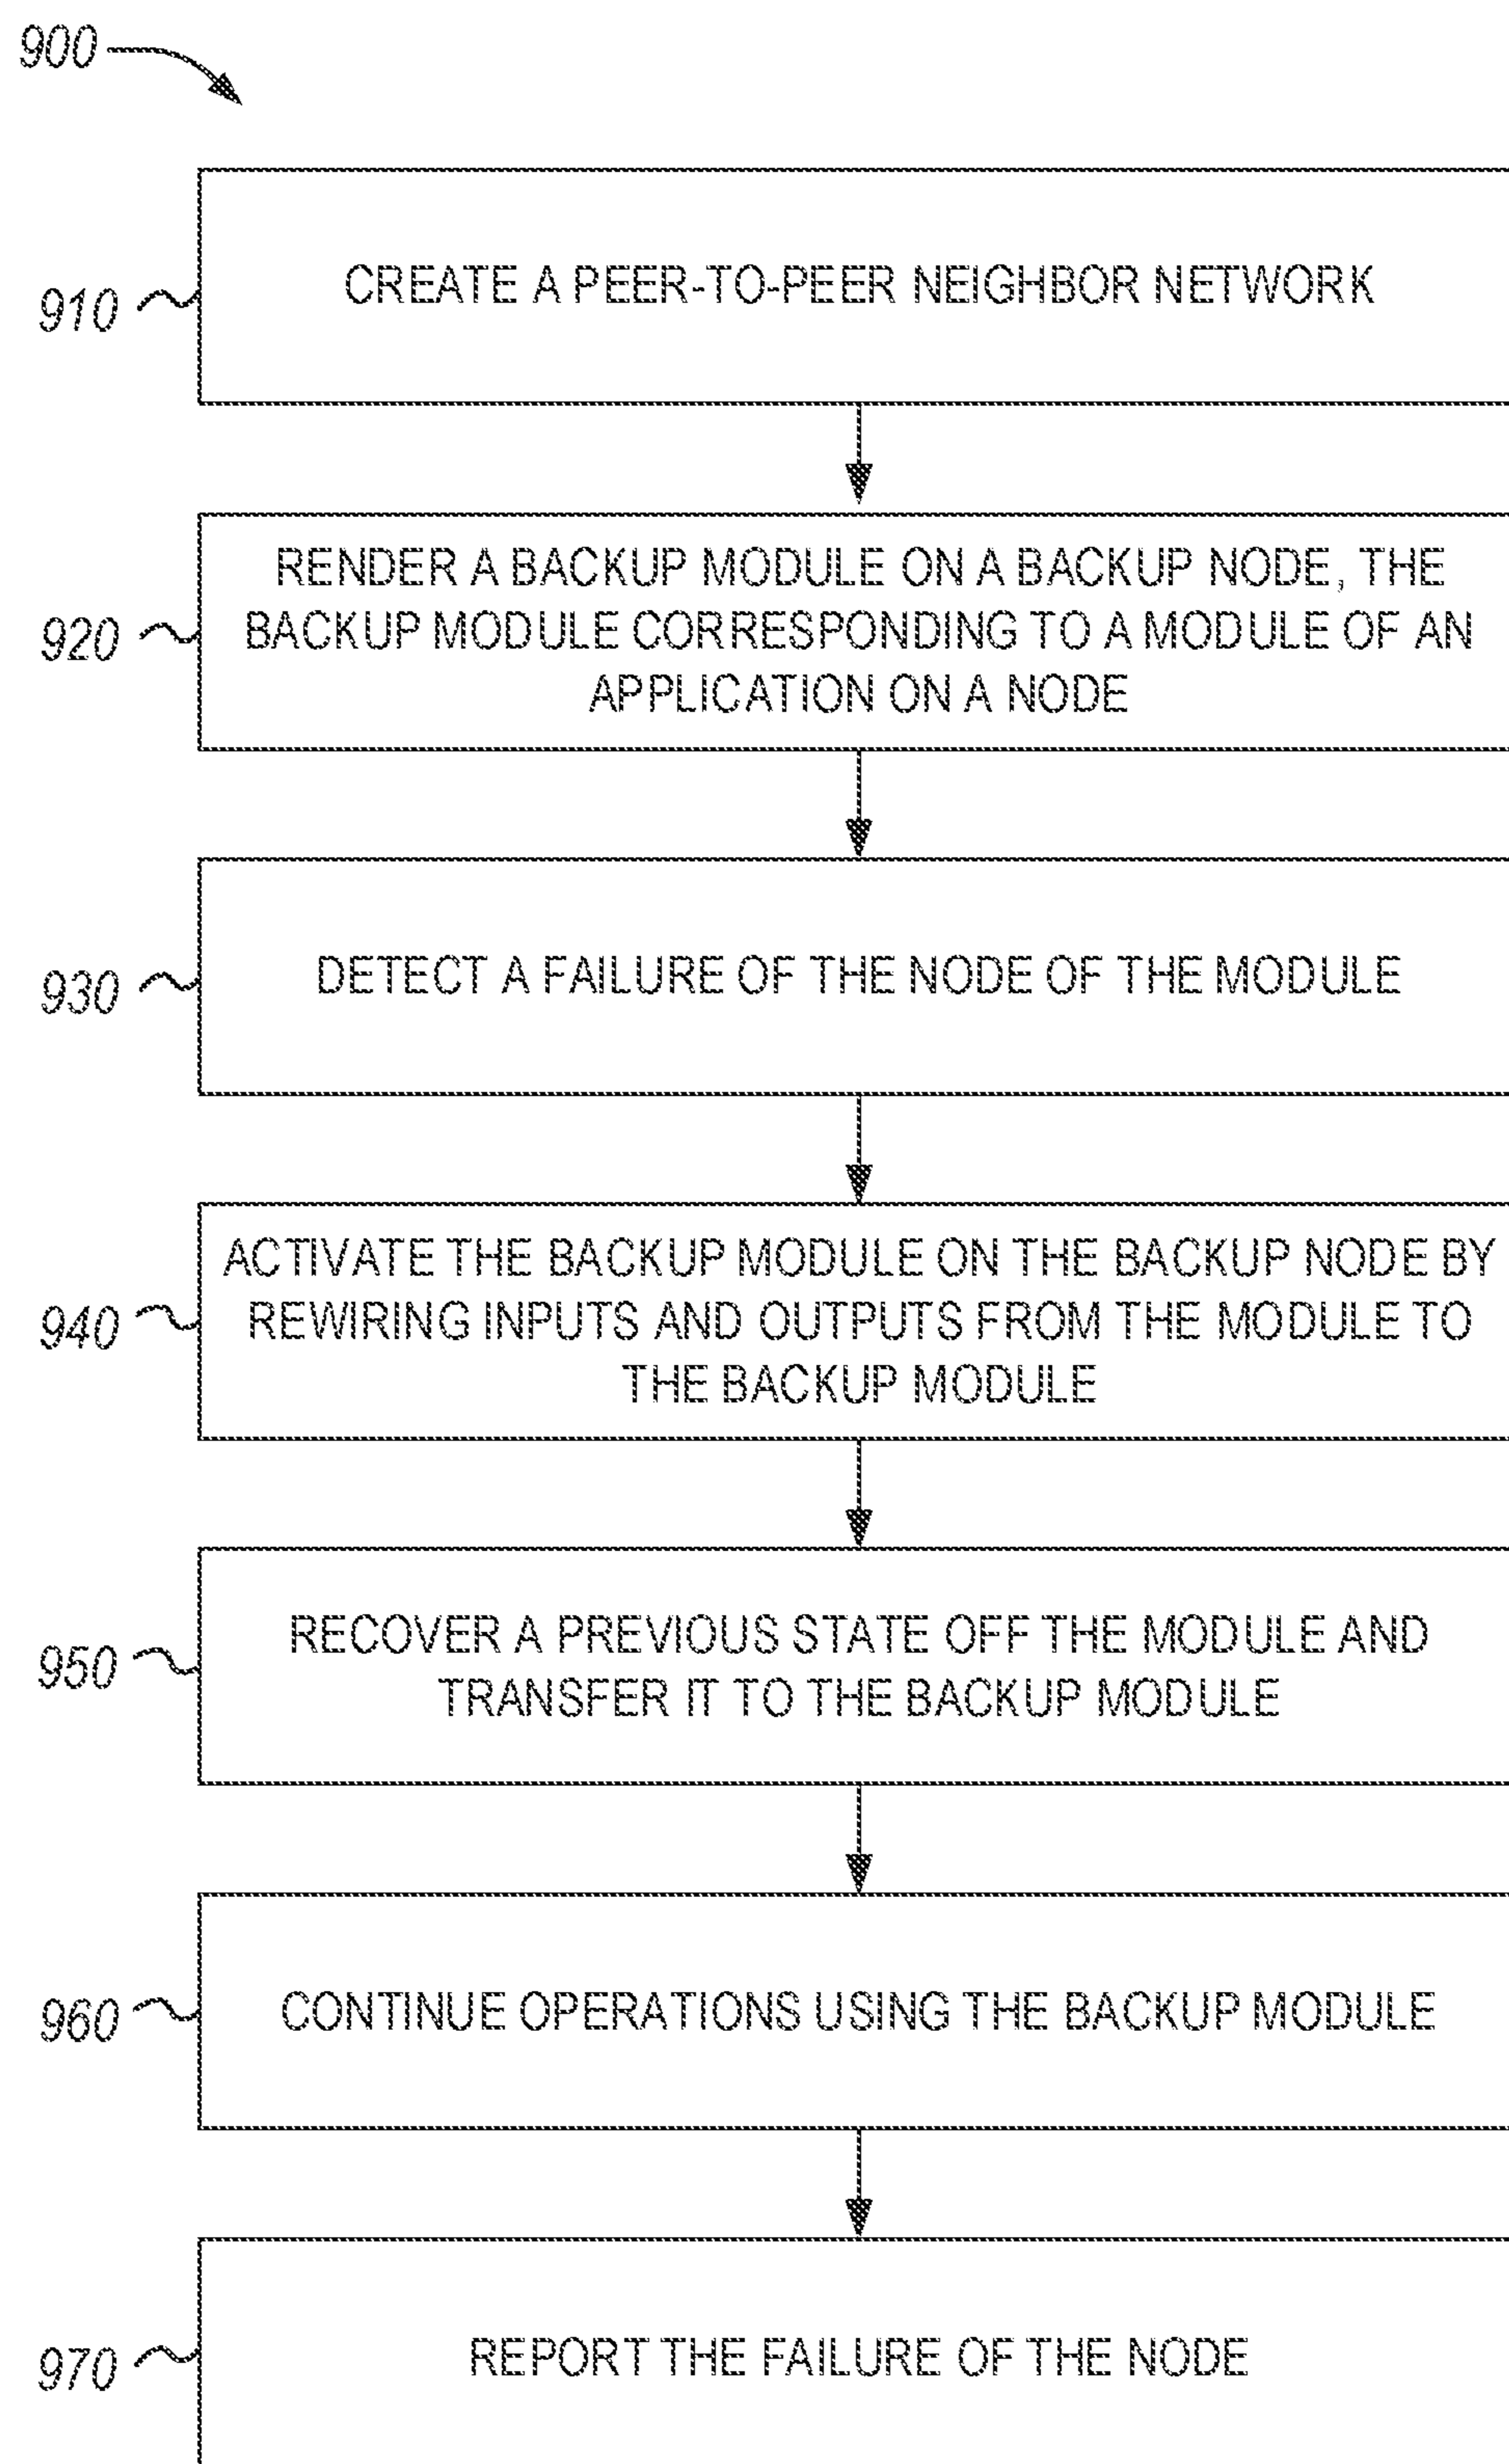 900
910
CREATE A PEER-TO-PEER NEIGHBOR NETWORK
920
RENDER A BACKUP MODULE ON A BACKUP NODE, THE
BACKUP MODULE CORRESPONDING TO A MODULE OF AN
APPLICATION ON A NODE
930
DETECT A FAILURE OF THE NODE OF THE MODULE
940
ACTIVATE THE BACKUP MODULE ON THE BACKUP NODE BY
REWIRING INPUTS AND OUTPUTS FROM THE MODULE TO
THE BACKUP MODULE
950
RECOVER A PREVIOUS STATE OFF THE MODULE AND
TRANSFER IT TO THE BACKUP MODULE
960
CONTINUE OPERATIONS USING THE BACKUP MODULE
970
REPORT THE FAILURE OF THE NODE